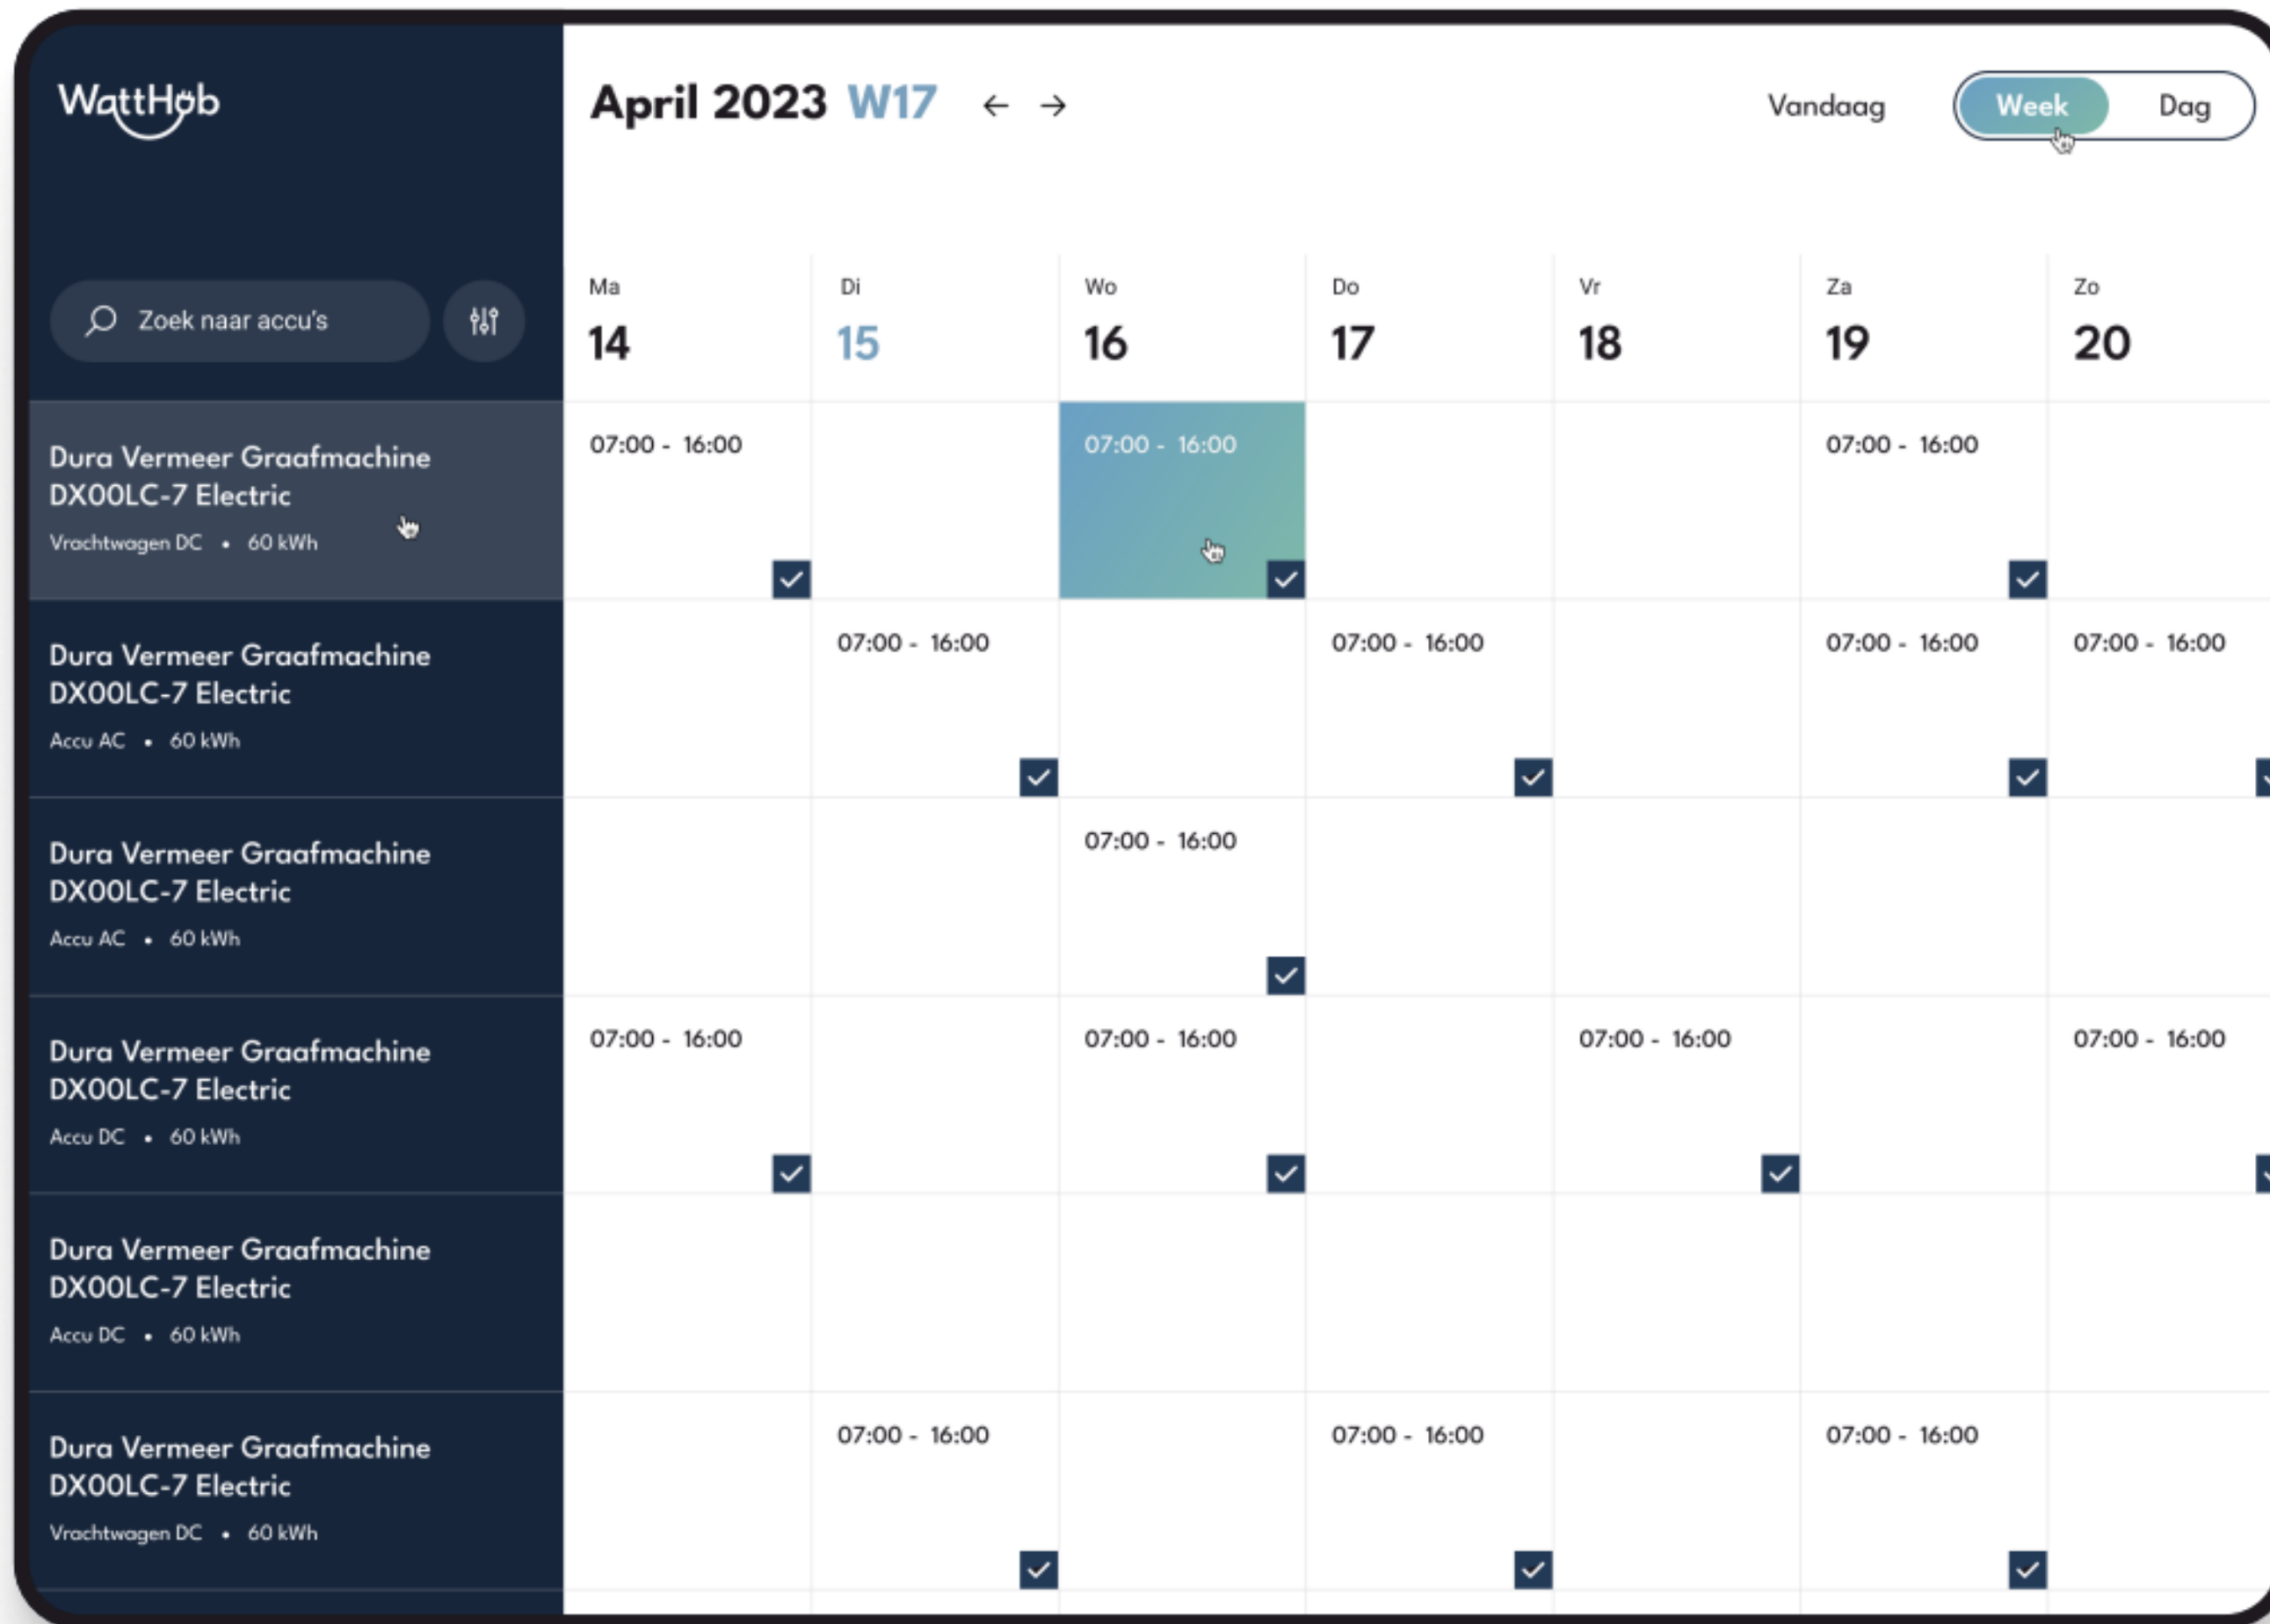 WattHub
April 2023 W17
Vandaag
Week
Dag
Zoek naar accu's
Ma
Di
Wo
Do
Vr
Za
Zo
14
15
16
17
18
19
20
Dura Vermeer Graafmachine
DX00LC-7 Electric
Vrachtwagen DC • 60 kWh
07:00 - 16:00
07:00 - 16:00
07:00 - 16:00
Dura Vermeer Graafmachine
DX00LC-7 Electric
Accu AC • 60 kWh
07:00 - 16:00
07:00 - 16:00
07:00 - 16:00
07:00 - 16:00
Dura Vermeer Graafmachine
DX00LC-7 Electric
Accu AC • 60 kWh
07:00 - 16:00
Dura Vermeer Graafmachine
DX00LC-7 Electric
Accu DC • 60 kWh
07:00 - 16:00
07:00 - 16:00
07:00 - 16:00
07:00 - 16:00
Dura Vermeer Graafmachine
DX00LC-7 Electric
Accu DC • 60 kWh
Dura Vermeer Graafmachine
DX00LC-7 Electric
Vrachtwagen DC • 60 kWh
07:00 - 16:00
07:00 - 16:00
07:00 - 16:00